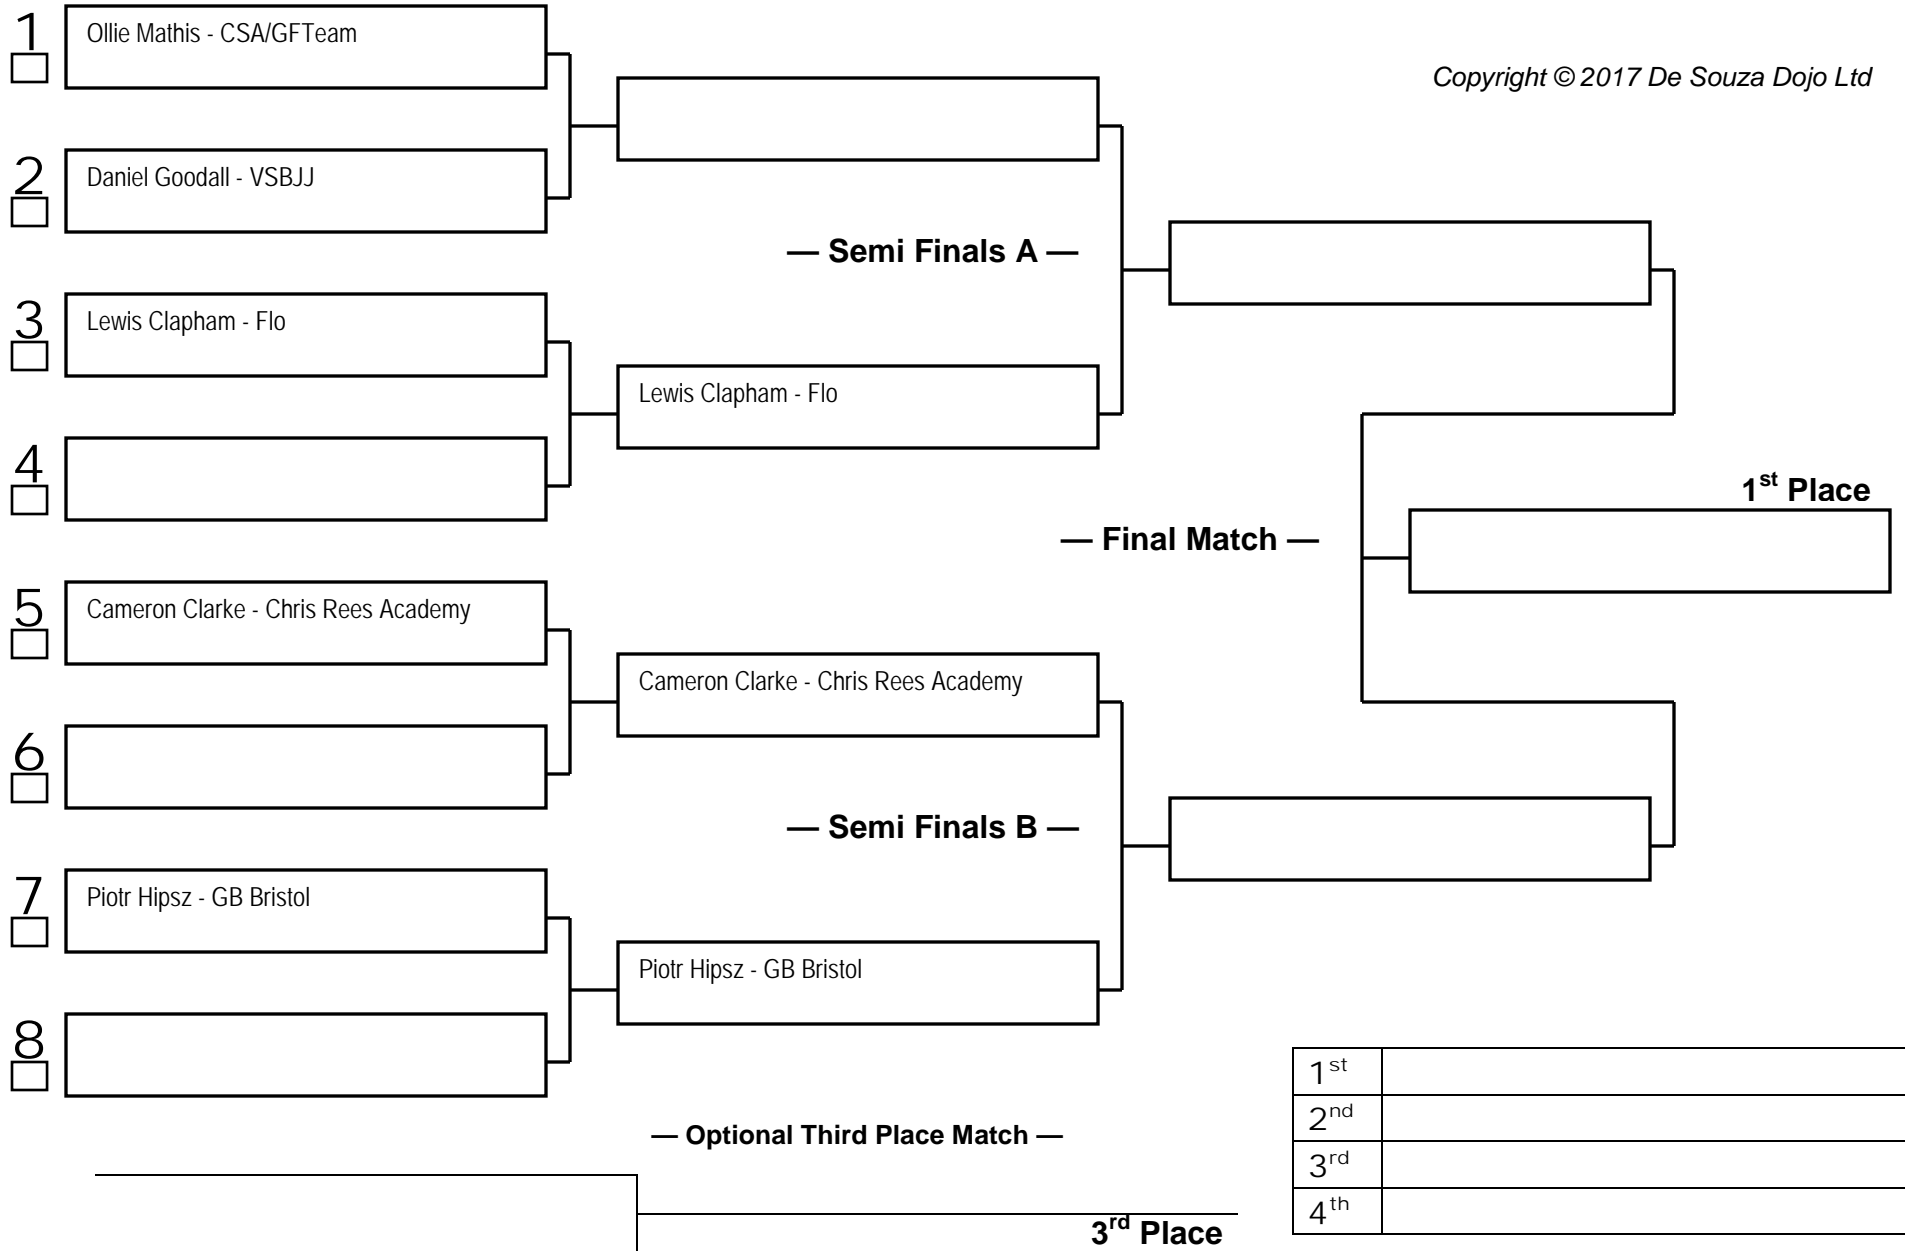 1
Ollie Mathis - CSA/GFTeam
Copyright © 2017 De Souza Dojo Ltd
2
Daniel Goodall - VSBJJ
— Semi Finals A —
3
Lewis Clapham - Flo
Lewis Clapham - Flo
4
1st Place
— Final Match —
5
Cameron Clarke - Chris Rees Academy
Cameron Clarke - Chris Rees Academy
6
— Semi Finals B —
7
Piotr Hipsz - GB Bristol
Piotr Hipsz - GB Bristol
8
1st
2nd
— Optional Third Place Match —
3rd
4th
3rd Place